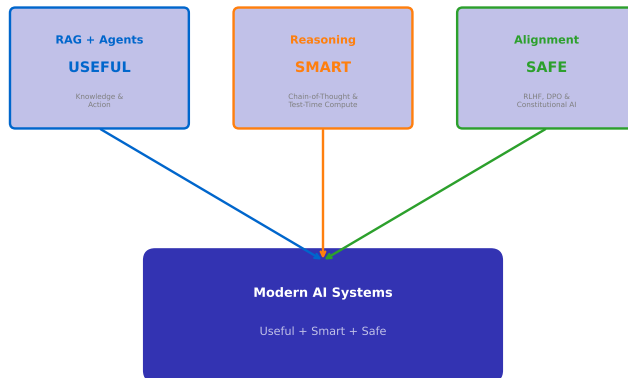 RAG + Agents
USEFUL
Knowledge &
Action
Reasoning
SMART
Chain-of-Thought &
Test-Time Compute
Alignment
SAFE
RLHF, DPO &
Constitutional AI
Modern AI Systems
Useful + Smart + Safe